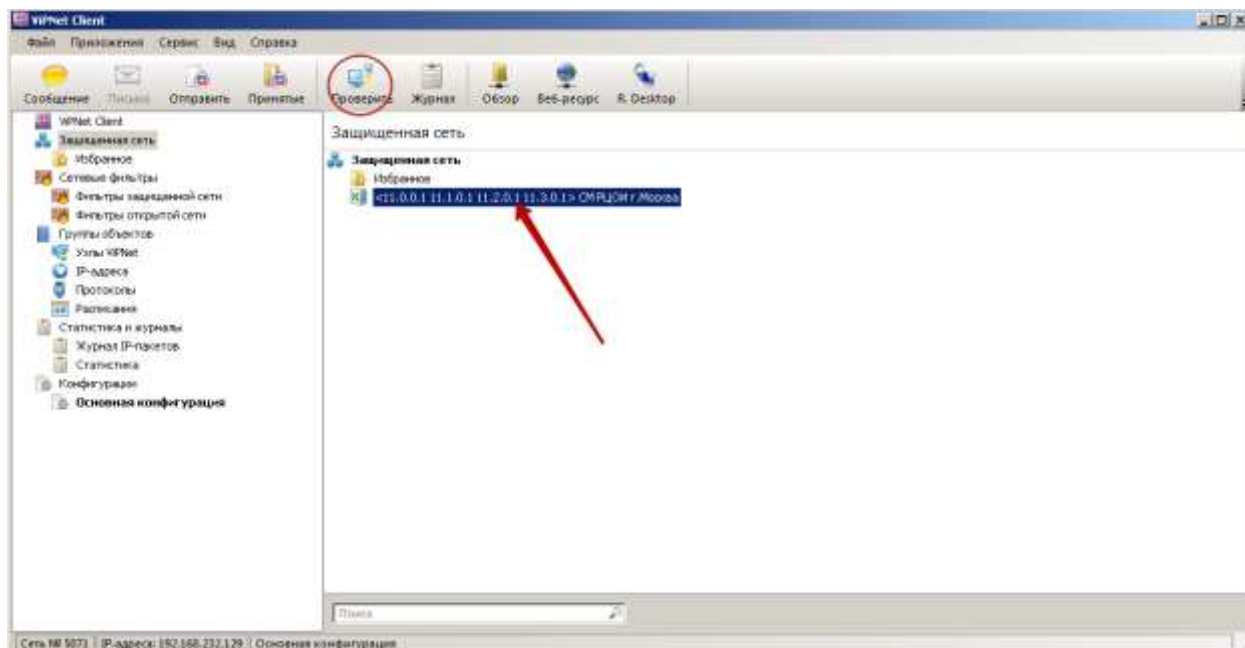 ViPNet Client
Файл Приложения Сервис Вид Справка
Сообщение Письмо Отправить Принятые Проверить Журнал Обзор Веб-ресурс R. Desktop
ViPNet Client
Защищенная сеть
Избранное
Сетевые фильтры
Фильтры защищенной сети
Фильтры открытой сети
Группы объектов
Узлы ViPNet
IP-адреса
Протоколы
Расписания
Статистика и журналы
Журнал IP-пакетов
Статистика
Конфигурации
Основная конфигурация
Защищенная сеть
Защищенная сеть
Избранное
<11.0.0.1 11.1.0.1 11.2.0.1 11.3.0.1> г.Москва
Поиск
Сеть № 5071 IP-адреса: 192.168.232.129 Основная конфигурация